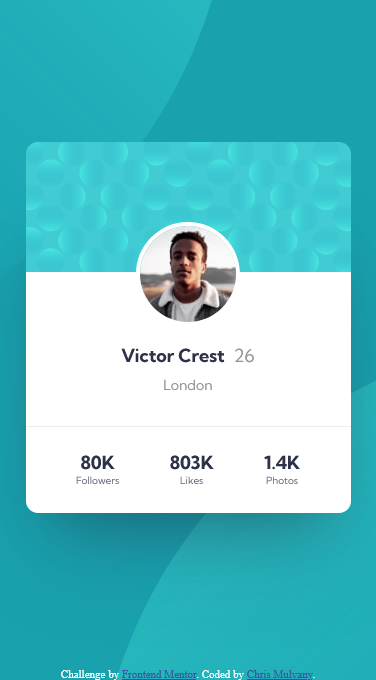 Victor Crest 26
London
80K 803K 1.4K
Followers Likes Photos
Challenge by Frontend Mentor. Coded by Chris Mulvany.